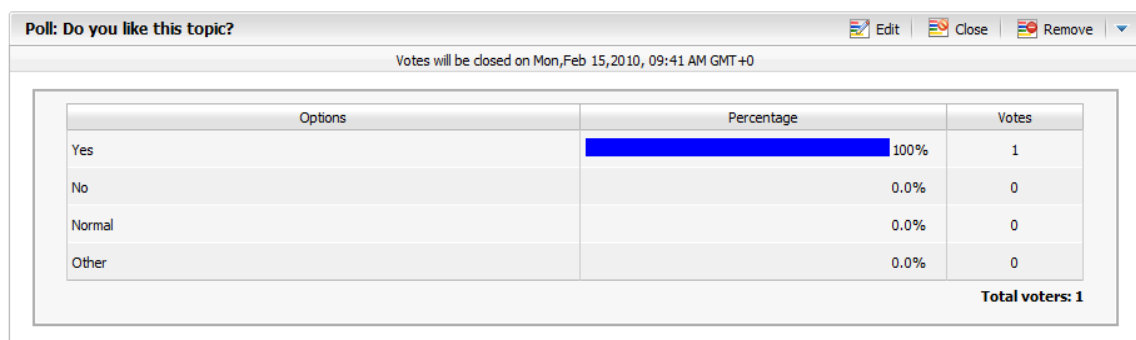 Poll: Do you like this topic? Edit Close Remove
Votes will be closed on Mon,Feb 15,2010, 09:41 AM GMT+0
Options Percentage Votes
Yes 100% 1
No 0.0% 0
Normal 0.0% 0
Other 0.0% 0
Total voters: 1